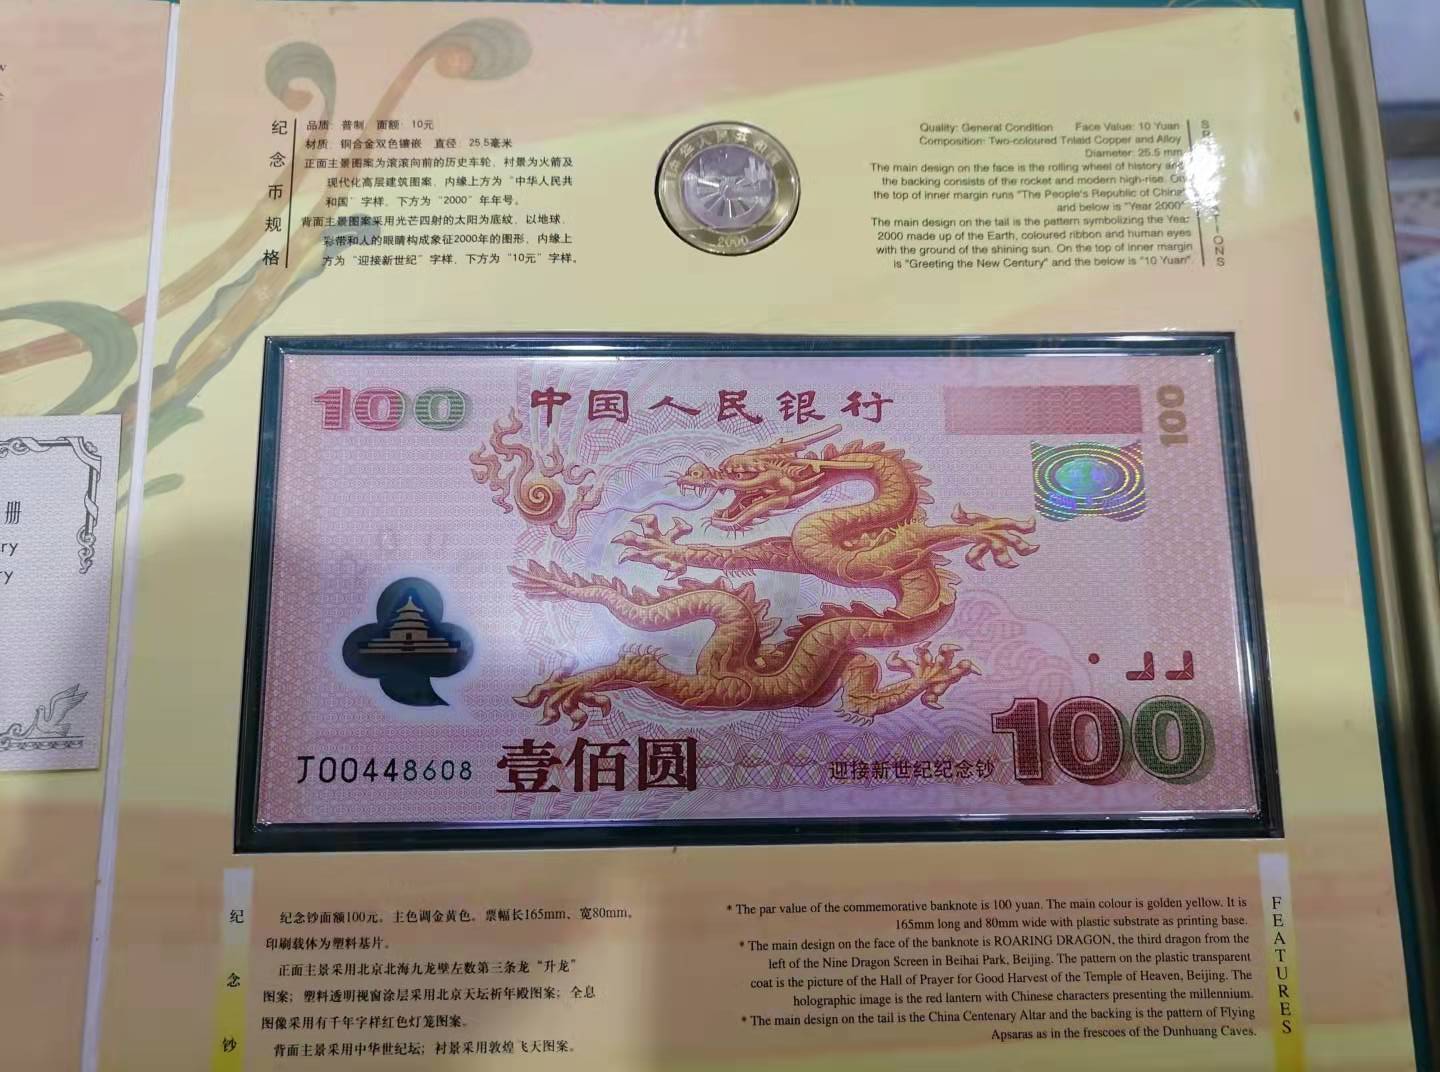 册
ry
ry
纪念币规格
品质：普制，面额：10元
材质：铜合金双色镶嵌 直径：25.5毫米
正面主景图案为滚滚向前的历史车轮，衬景为火箭及
现代化高层建筑图案，内缘上方为“中华人民共
和国”字样，下方为“2000”年年号。
背面主景图案采用光芒四射的太阳为底纹，以地球、
彩带和人的眼睛构成象征2000年的图形，内缘上
方为“迎接新世纪”字样，下方为“10元”字样。
中华人民共和国
2000
Quality: General Condition Face Value: 10 Yuan
Composition: Two-coloured Tnlaid Copper and Alloy
Diameter: 25.5 mm
The main design on the face is the rolling wheel of history and
the backing consists of the rocket and modern high-rise. On
the top of inner margin runs "The People's Republic of China"
and below is "Year 2000"
The main design on the tail is the pattern symbolizing the Year
2000 made up of the Earth, coloured ribbon and human eyes
with the ground of the shining sun. On the top of inner margin
is "Greeting the New Century" and the below is "10 Yuan".
100
中国人民银行
100
J00448608
壹佰圆
迎接新世纪纪念钞
100
纪念钞
纪念钞面额100元。主色调金黄色。票幅长165mm、宽80mm。
印刷载体为塑料基片。
正面主景采用北京北海九龙壁左数第三条龙“升龙”
图案；塑料透明视窗涂层采用北京天坛祈年殿图案；全息
图像采用有千年字样红色灯笼图案。
背面主景采用中华世纪坛；衬景采用敦煌飞天图案。
* The par value of the commemorative banknote is 100 yuan. The main colour is golden yellow. It is
165mm long and 80mm wide with plastic substrate as printing base.
* The main design on the face of the banknote is ROARING DRAGON, the third dragon from the
left of the Nine Dragon Screen in Beihai Park, Beijing. The pattern on the plastic transparent
coat is the picture of the Hall of Prayer for Good Harvest of the Temple of Heaven, Beijing. The
holographic image is the red lantern with Chinese characters presenting the millennium.
* The main design on the tail is the China Centenary Altar and the backing is the pattern of Flying
Apsaras as in the frescoes of the Dunhuang Caves.
FEATURES